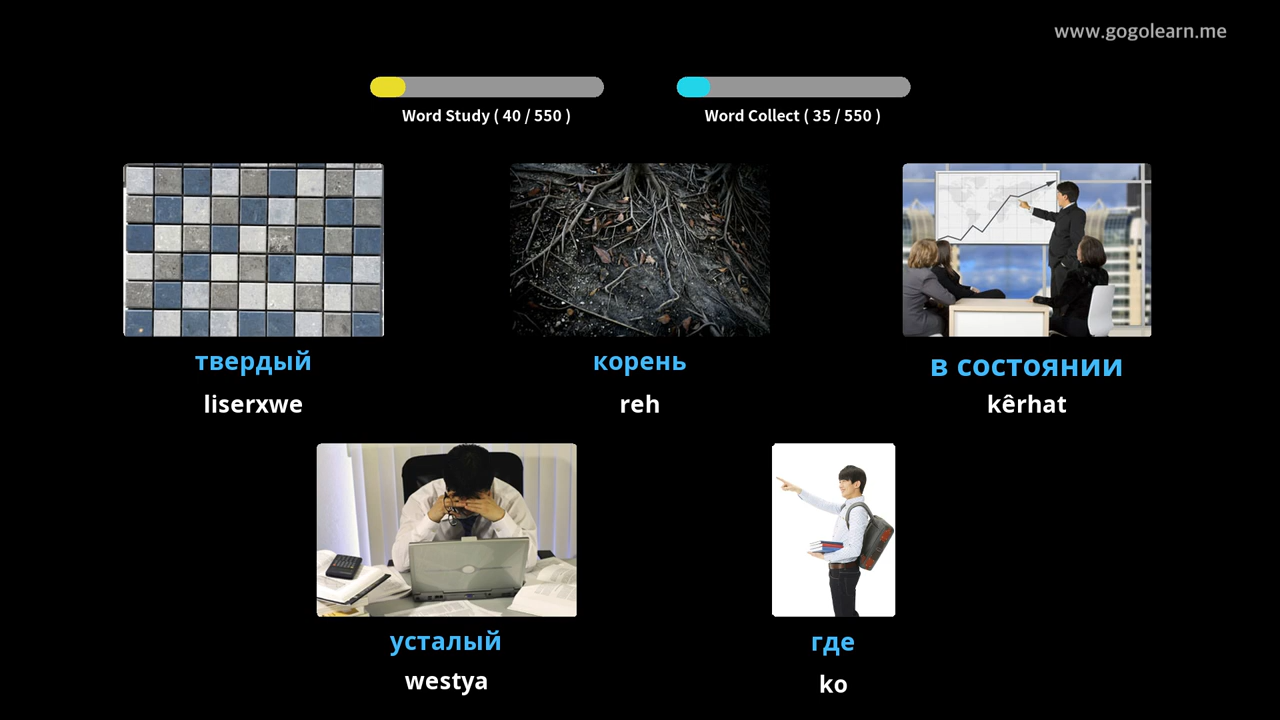 www.gogolearn.me
Word Study ( 40 / 550 )
Word Collect ( 35 / 550 )
твердый
корень
в состоянии
liserxwe
reh
kêrhat
усталый
где
westya
ko